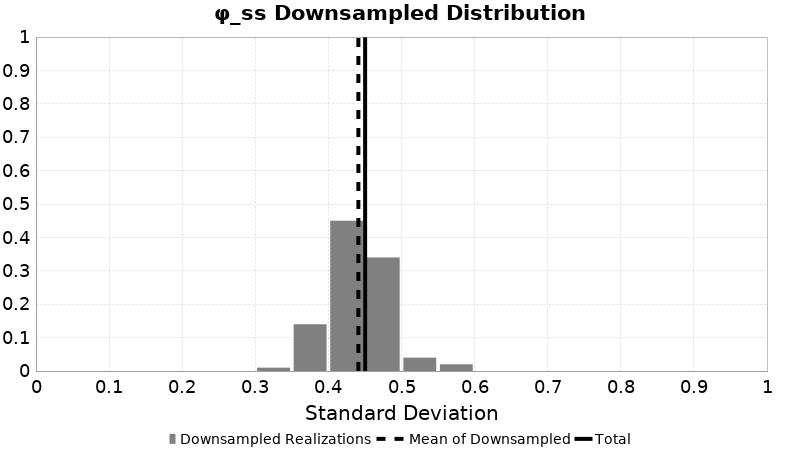 φ_ss Downsampled Distribution
1
0.9
0.8
0.7
0.6
0.5
0.4
0.3
0.2
0.1
0
0 0.1 0.2 0.3 0.4 0.5 0.6 0.7 0.8 0.9 1
Standard Deviation
Downsampled Realizations Mean of Downsampled Total